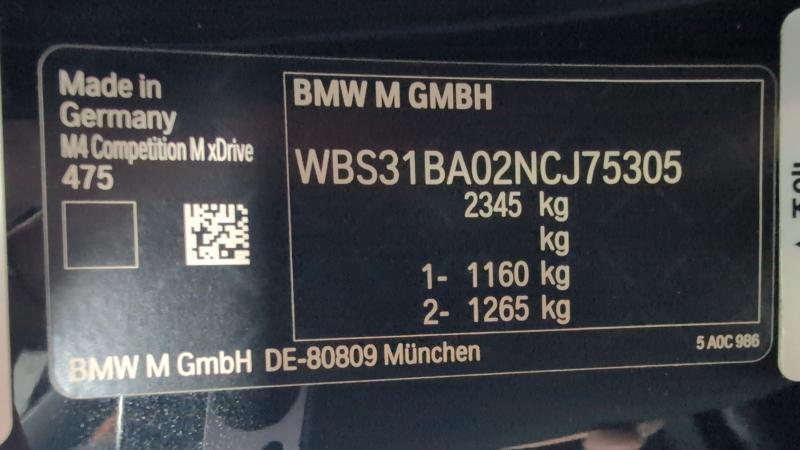 Made in
Germany
M4 Competition M xDrive
475
BMW M GMBH
WBS31BA02NCJ75305
2345 kg
kg
1- 1160 kg
2- 1265 kg
5 A0C 986
BMW M GmbH DE-80809 München